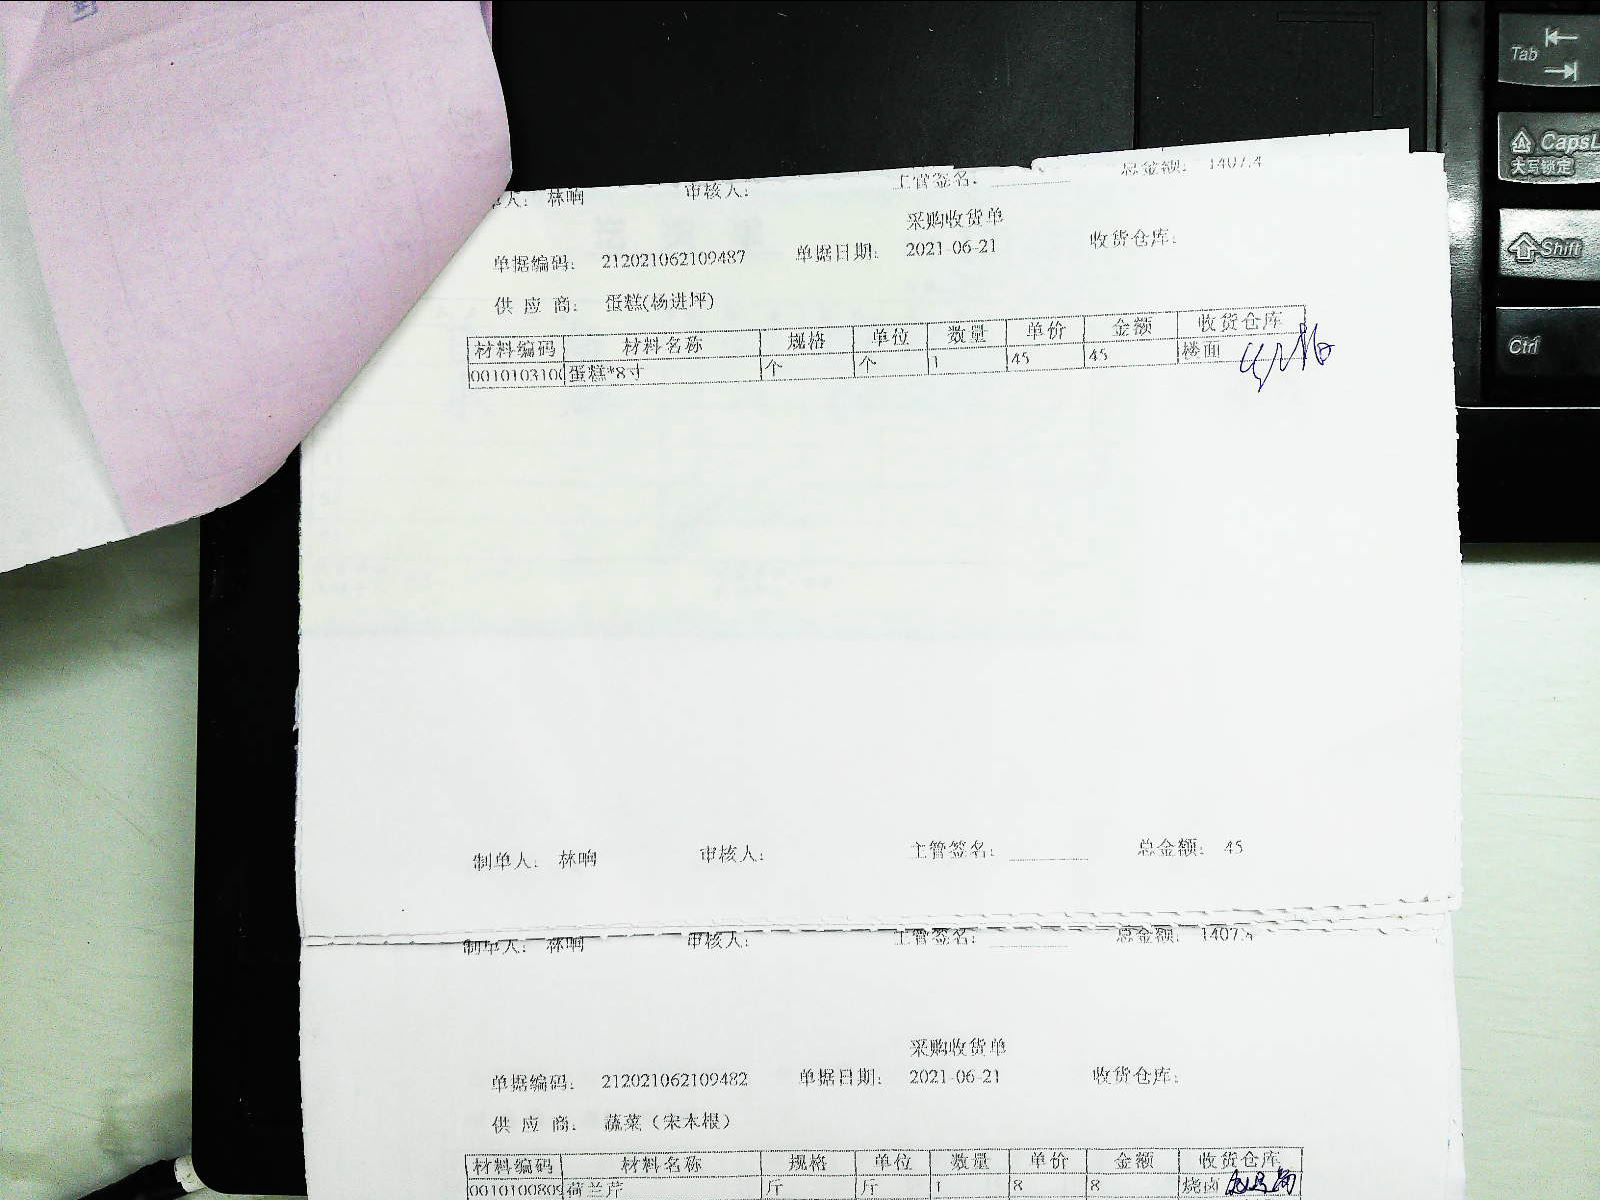 单人: 林响 审核人: 主管签名: 总金额: 1407.4
采购收货单
单据编码: 212021062109487 单据日期: 2021-06-21 收货仓库:
供 应 商: 蛋糕(杨进坪)
材料编码 材料名称 规格 单位 数量 单价 金额 收货仓库
0010103100 蛋糕*8寸 个 个 1 45 45 楼面
制单人: 林响 审核人: 主管签名: 总金额: 45
制单人: 林响 审核人: 主管签名: 总金额: 1407.4
采购收货单
单据编码: 212021062109482 单据日期: 2021-06-21 收货仓库:
供 应 商: 蔬菜（宋木根）
材料编码 材料名称 规格 单位 数量 单价 金额 收货仓库
0010100809 荷兰芹 斤 斤 1 8 8 烧卤
Tab
CapsL
大写锁定
Shift
Ctrl